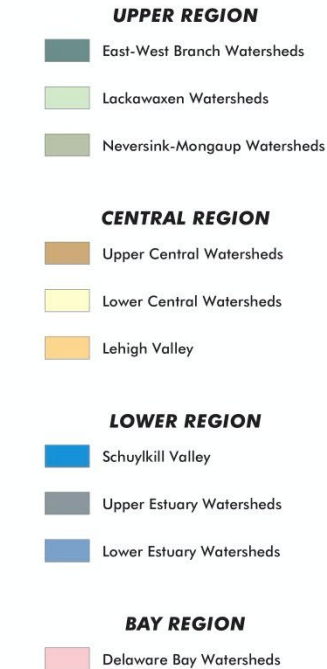 UPPER REGION
East-West Branch Watersheds
Lackawaxen Watersheds
Neversink-Mongaup Watersheds
CENTRAL REGION
Upper Central Watersheds
Lower Central Watersheds
Lehigh Valley
LOWER REGION
Schuylkill Valley
Upper Estuary Watersheds
Lower Estuary Watersheds
BAY REGION
Delaware Bay Watersheds